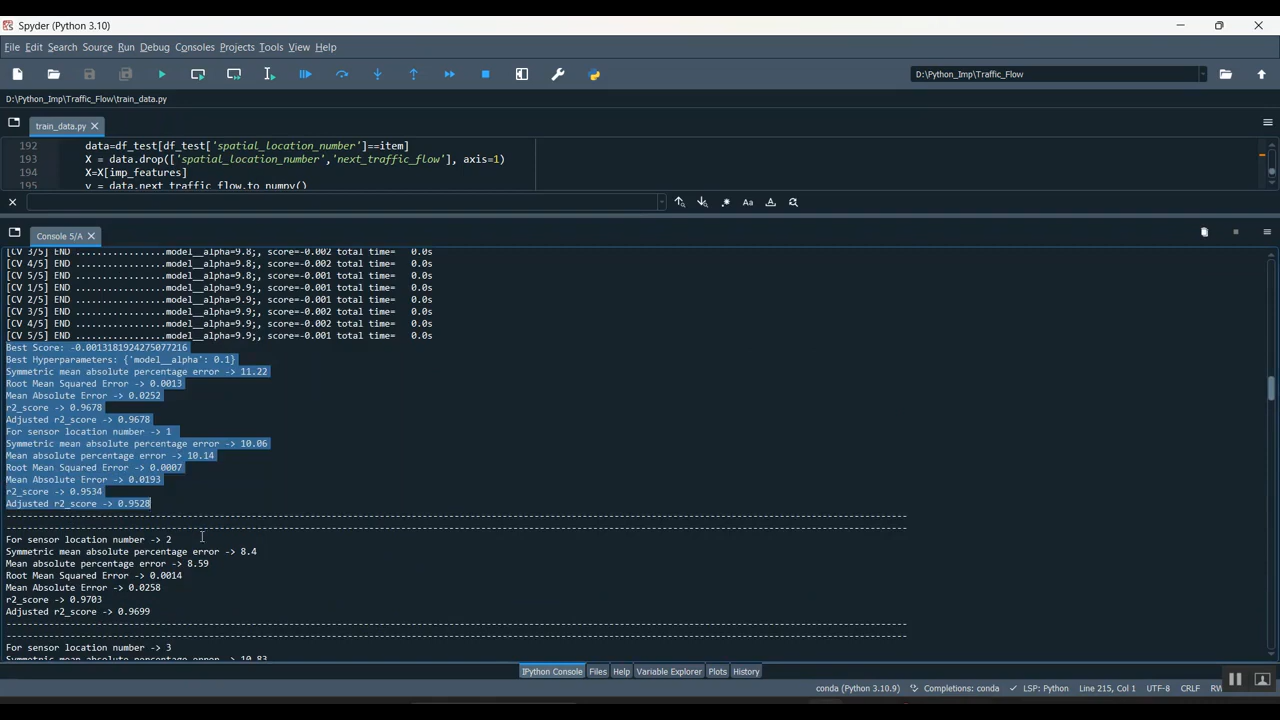 Spyder (Python 3.10)
File Edit Search Source Run Debug Consoles Projects Tools View Help
D:\Python_Imp\Traffic_Flow
D:\Python_Imp\Traffic_Flow\train_data.py
train_data.py
192 data=df_test[df_test['spatial_location_number']==item]
193 X = data.drop(['spatial_location_number','next_traffic_flow'], axis=1)
194 X=X[imp_features]
195 y = data.next_traffic_flow.to_numpy()
Aa
Console 5/A
[CV 3/5] END .................model__alpha=9.8;, score=-0.002 total time=   0.0s
[CV 4/5] END .................model__alpha=9.8;, score=-0.002 total time=   0.0s
[CV 5/5] END .................model__alpha=9.8;, score=-0.001 total time=   0.0s
[CV 1/5] END .................model__alpha=9.9;, score=-0.001 total time=   0.0s
[CV 2/5] END .................model__alpha=9.9;, score=-0.001 total time=   0.0s
[CV 3/5] END .................model__alpha=9.9;, score=-0.002 total time=   0.0s
[CV 4/5] END .................model__alpha=9.9;, score=-0.002 total time=   0.0s
[CV 5/5] END .................model__alpha=9.9;, score=-0.001 total time=   0.0s
Best Score: -0.0013181924275077216
Best Hyperparameters: {'model__alpha': 0.1}
Symmetric mean absolute percentage error -> 11.22
Root Mean Squared Error -> 0.0013
Mean Absolute Error -> 0.0252
r2_score -> 0.9678
Adjusted r2_score -> 0.9678
For sensor location number -> 1
Symmetric mean absolute percentage error -> 10.06
Mean absolute percentage error -> 10.14
Root Mean Squared Error -> 0.0007
Mean Absolute Error -> 0.0193
r2_score -> 0.9534
Adjusted r2_score -> 0.9528
For sensor location number -> 2
Symmetric mean absolute percentage error -> 8.4
Mean absolute percentage error -> 8.59
Root Mean Squared Error -> 0.0014
Mean Absolute Error -> 0.0258
r2_score -> 0.9703
Adjusted r2_score -> 0.9699
For sensor location number -> 3
Symmetric mean absolute percentage error -> 10.83
IPython Console Files Help Variable Explorer Plots History
conda (Python 3.10.9) Completions: conda LSP: Python Line 215, Col 1 UTF-8 CRLF RW